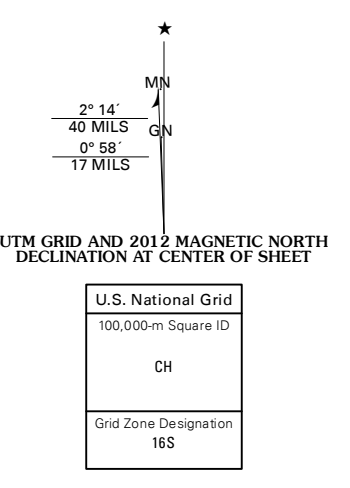 ★
MN
2° 14´
40 MILS
GN
0° 58´
17 MILS
UTM GRID AND 2012 MAGNETIC NORTH
DECLINATION AT CENTER OF SHEET
U.S. National Grid
100,000-m Square ID
CH
Grid Zone Designation
16S